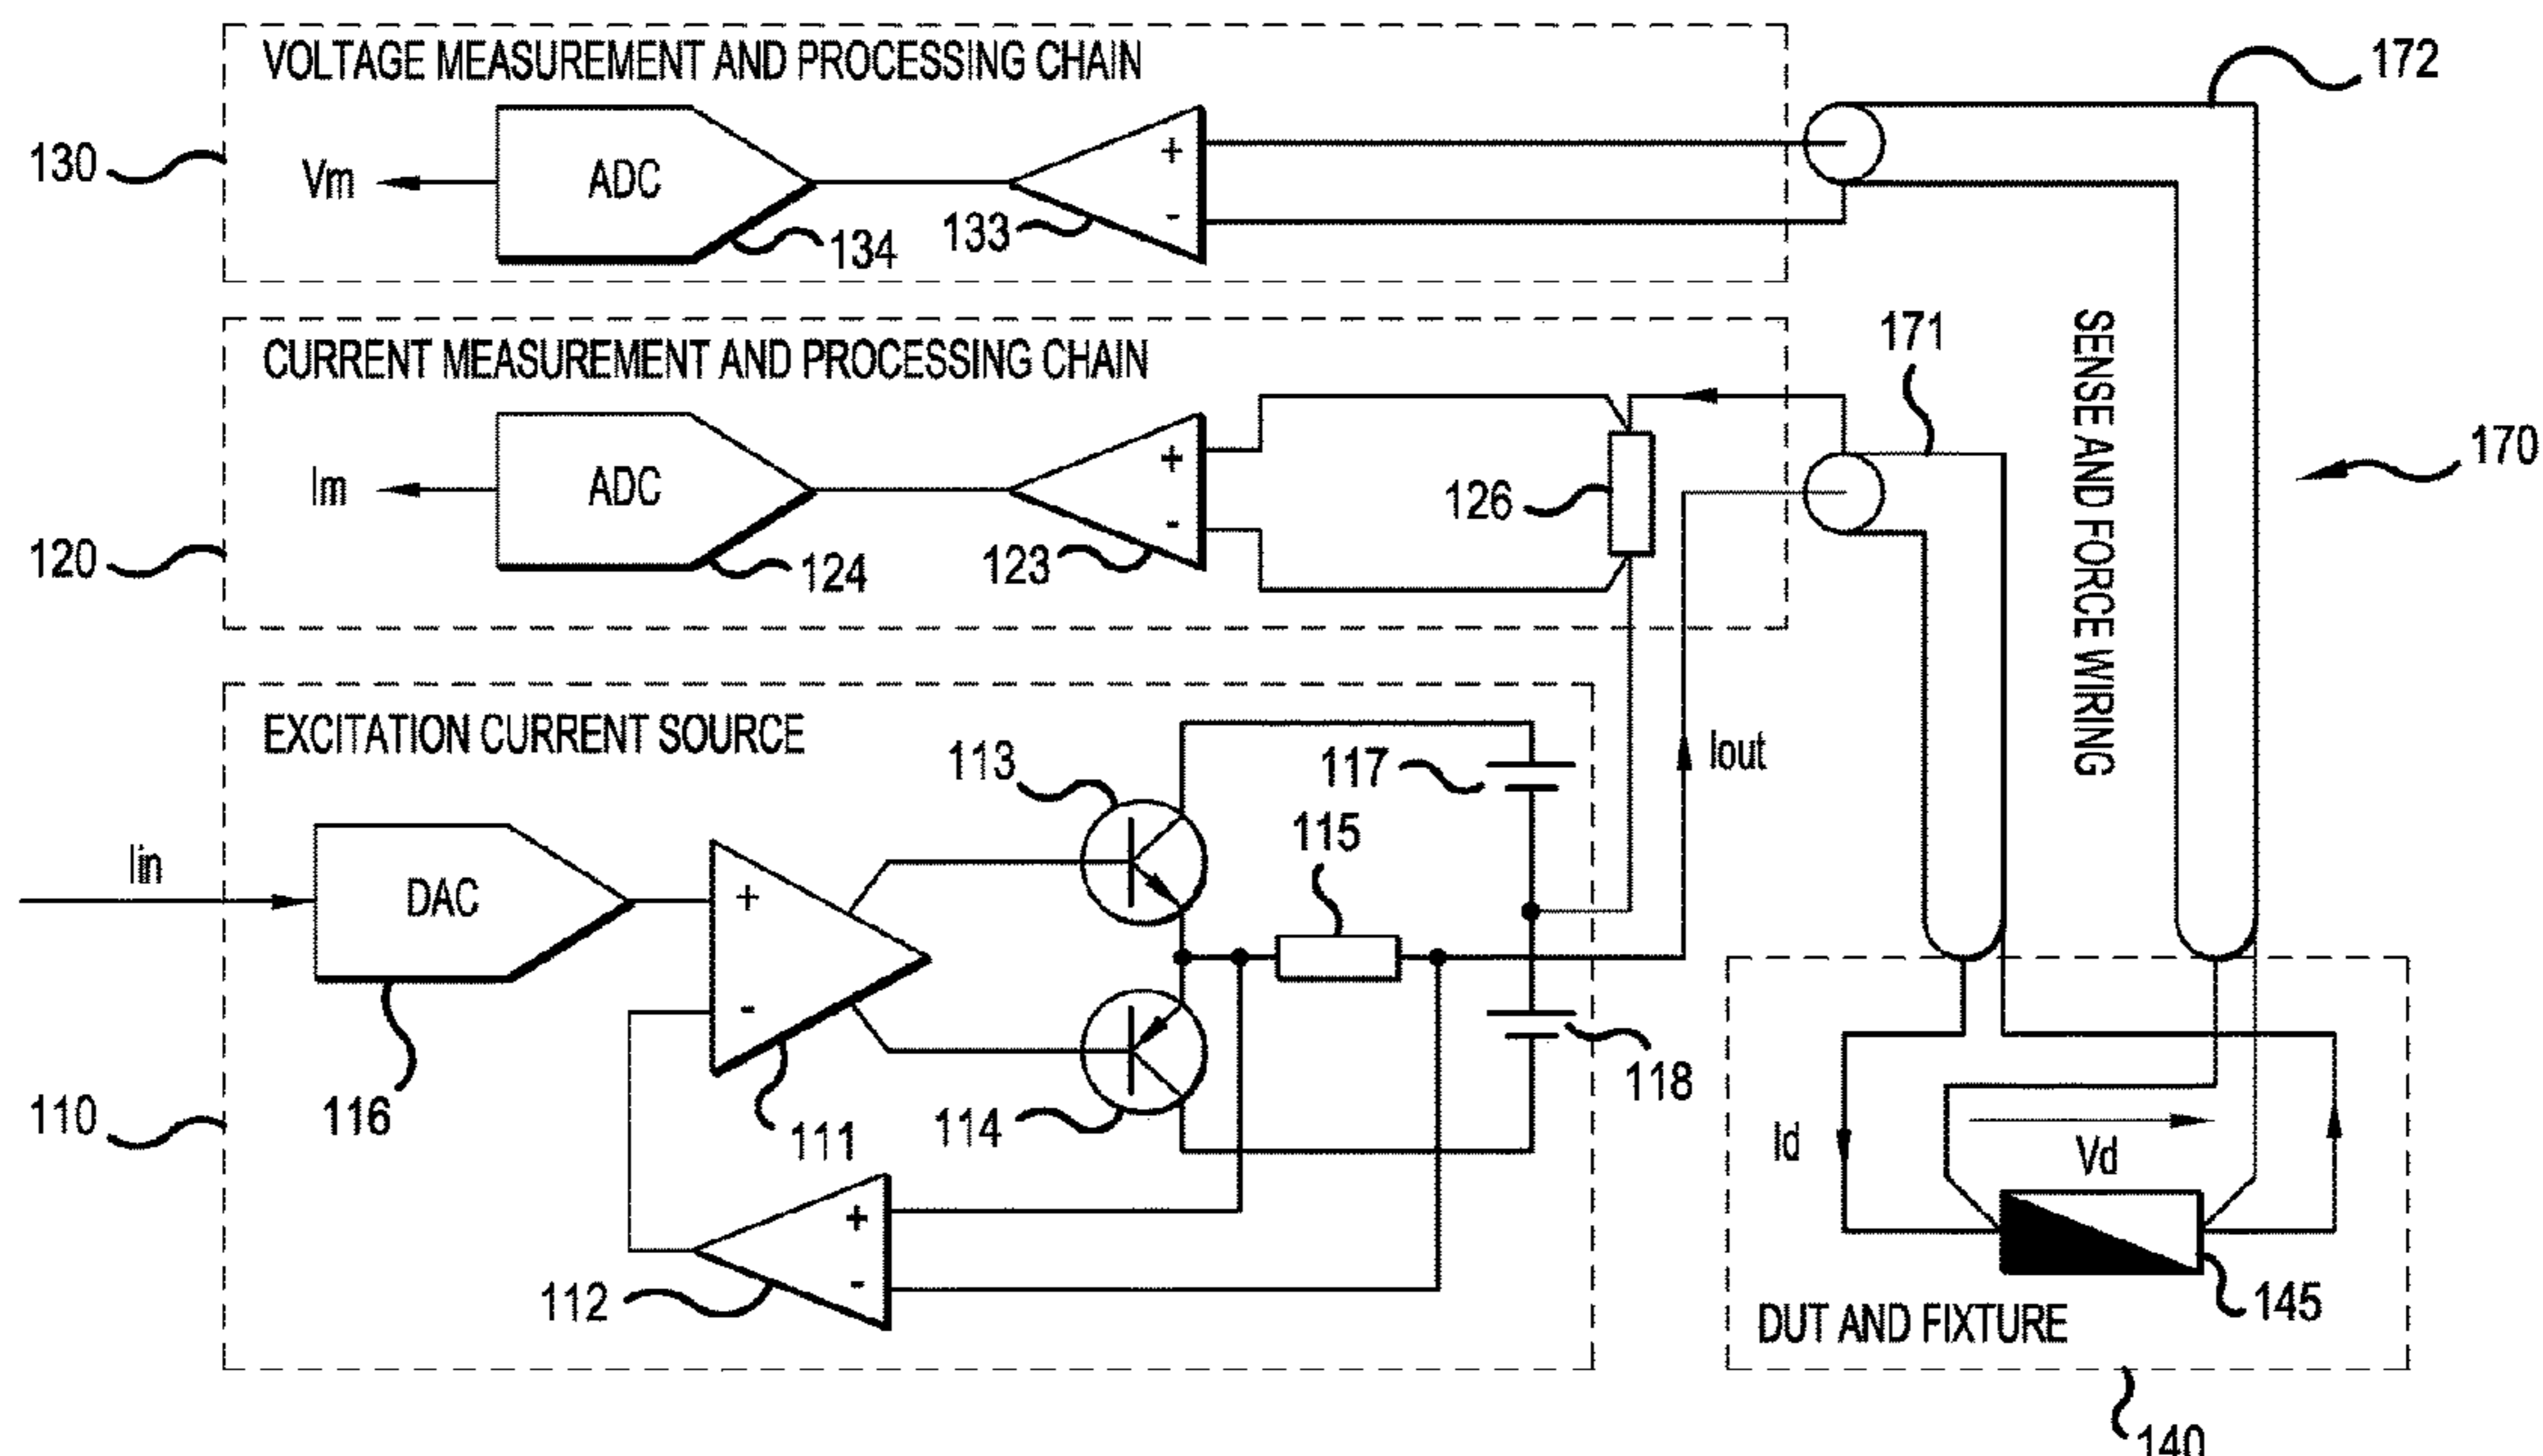 VOLTAGE MEASUREMENT AND PROCESSING CHAIN
172
130
Vm
ADC
+
-
133
134
CURRENT MEASUREMENT AND PROCESSING CHAIN
171
SENSE AND FORCE WIRING
170
Im
ADC
+
-
126
120
124
123
EXCITATION CURRENT SOURCE
113
117
Iout
115
Iin
DAC
+
-
118
110
116
111
114
Id
Vd
+
-
112
145
DUT AND FIXTURE
140